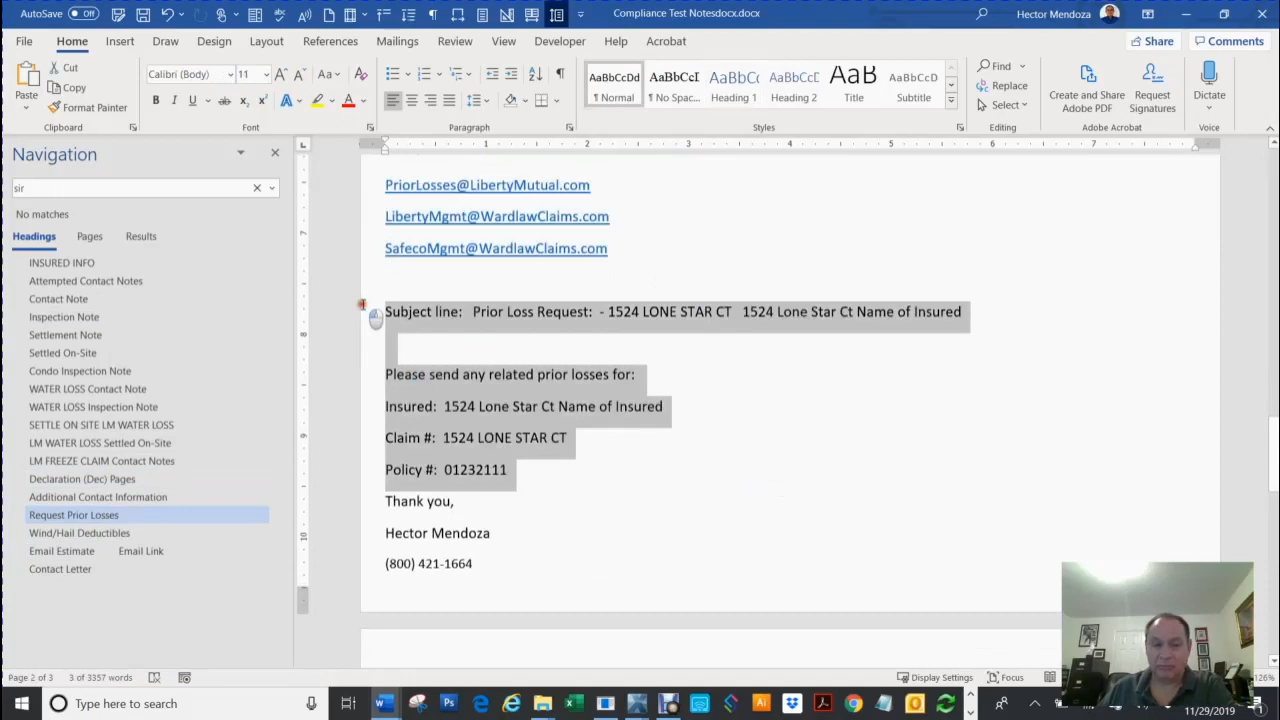 AutoSave Off Compliance Test Notesdocx.docx Hector Mendoza
File Home Insert Draw Design Layout References Mailings Review View Developer Help Acrobat Share Comments
Paste Cut Copy Format Painter
Calibri (Body) 11
AaBbCcDd AaBbCcI AaBbC AaBbCcD AaB AaBbCcD
¶ Normal ¶ No Spac... Heading 1 Heading 2 Title Subtitle
Find Replace Select
Create and Share Adobe PDF Request Signatures Dictate
Clipboard Font Paragraph Styles Editing Adobe Acrobat Voice
Navigation
sir
No matches
Headings Pages Results
INSURED INFO
Attempted Contact Notes
Contact Note
Inspection Note
Settlement Note
Settled On-Site
Condo Inspection Note
WATER LOSS Contact Note
WATER LOSS Inspection Note
SETTLE ON SITE LM WATER LOSS
LM WATER LOSS Settled On-Site
LM FREEZE CLAIM Contact Notes
Declaration (Dec) Pages
Additional Contact Information
Request Prior Losses
Wind/Hail Deductibles
Email Estimate Email Link
Contact Letter
PriorLosses@LibertyMutual.com
LibertyMgmt@WardlawClaims.com
SafecoMgmt@WardlawClaims.com
Subject line: Prior Loss Request: - 1524 LONE STAR CT 1524 Lone Star Ct Name of Insured
Please send any related prior losses for:
Insured: 1524 Lone Star Ct Name of Insured
Claim #: 1524 LONE STAR CT
Policy #: 01232111
Thank you,
Hector Mendoza
(800) 421-1664
Page 2 of 3 3 of 3357 words Display Settings Focus 126%
Type here to search
11/29/2019